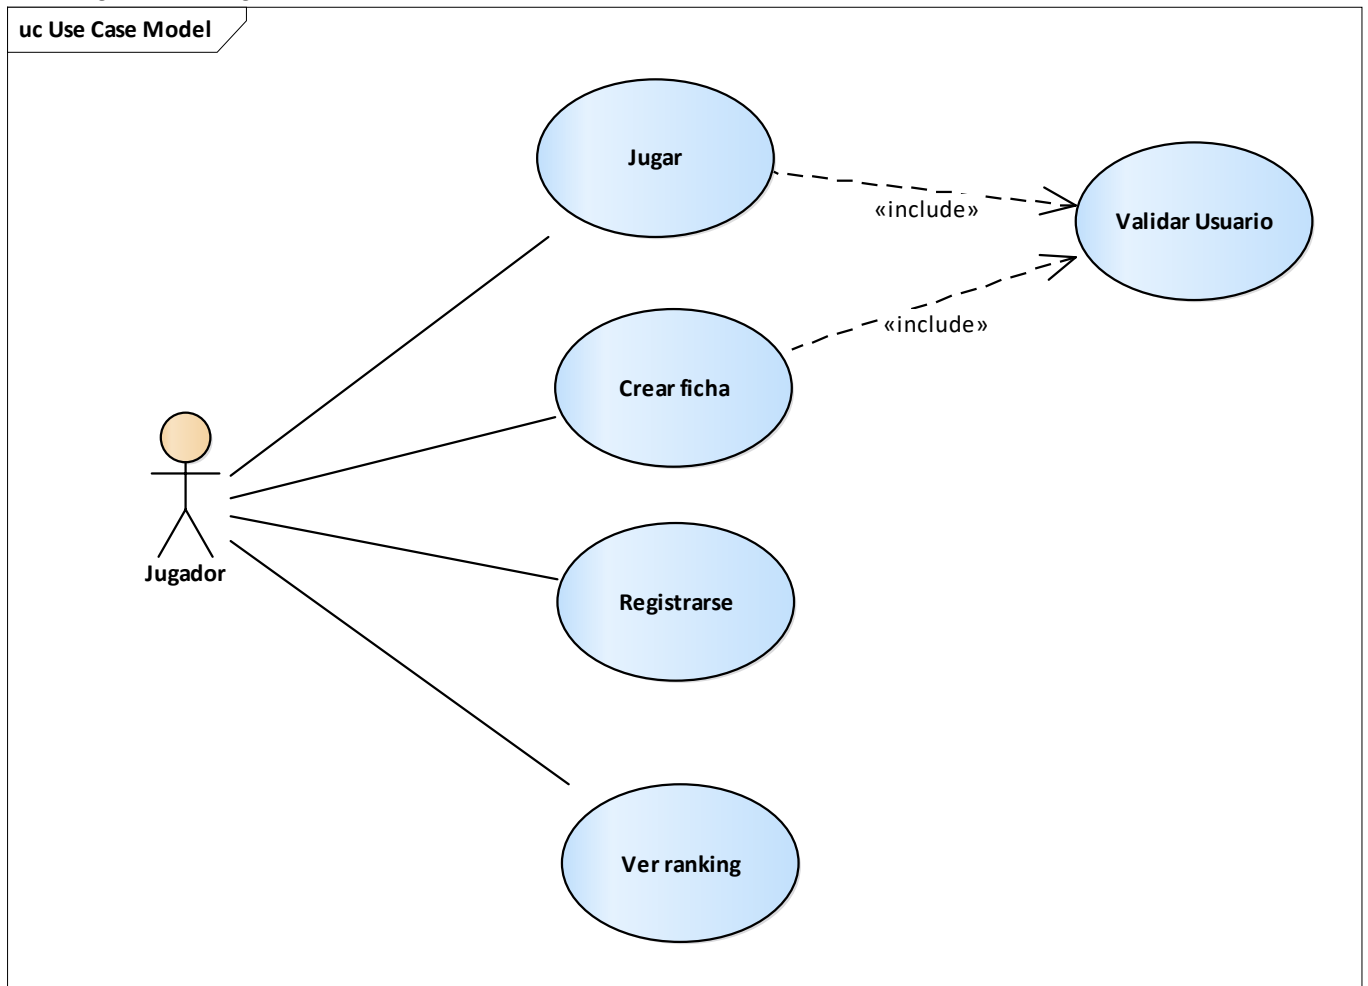 uc Use Case Model
Jugar
Validar Usuario
«include»
«include»
Crear ficha
Jugador
Registrarse
Ver ranking